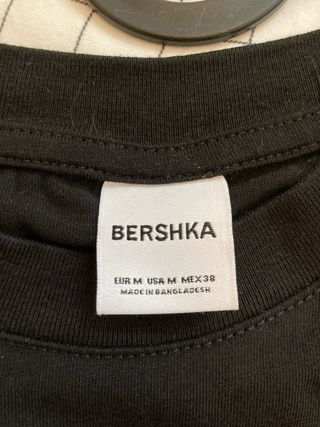 BERSHKA
EUR M USA M MEX 38
MADE IN BANGLADESH